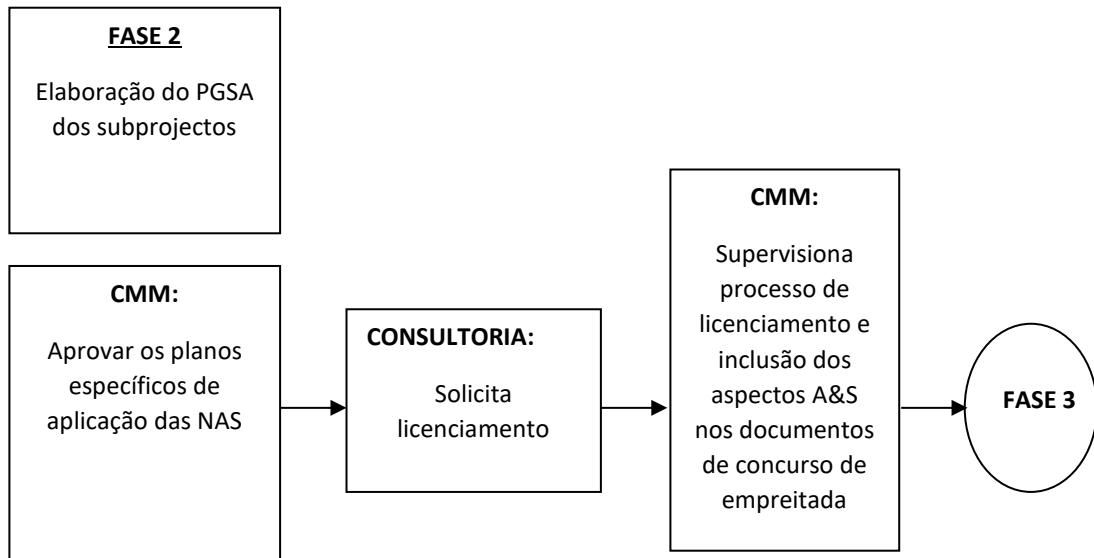 FASE 2
Elaboração do PGSA
dos subprojectos
CMM:
Aprovar os planos
específicos de
aplicação das NAS
CONSULTORIA:
Solicita
licenciamento
CMM:
Supervisiona
processo de
licenciamento e
inclusão dos
aspectos A&S
nos documentos
de concurso de
empreitada
FASE 3